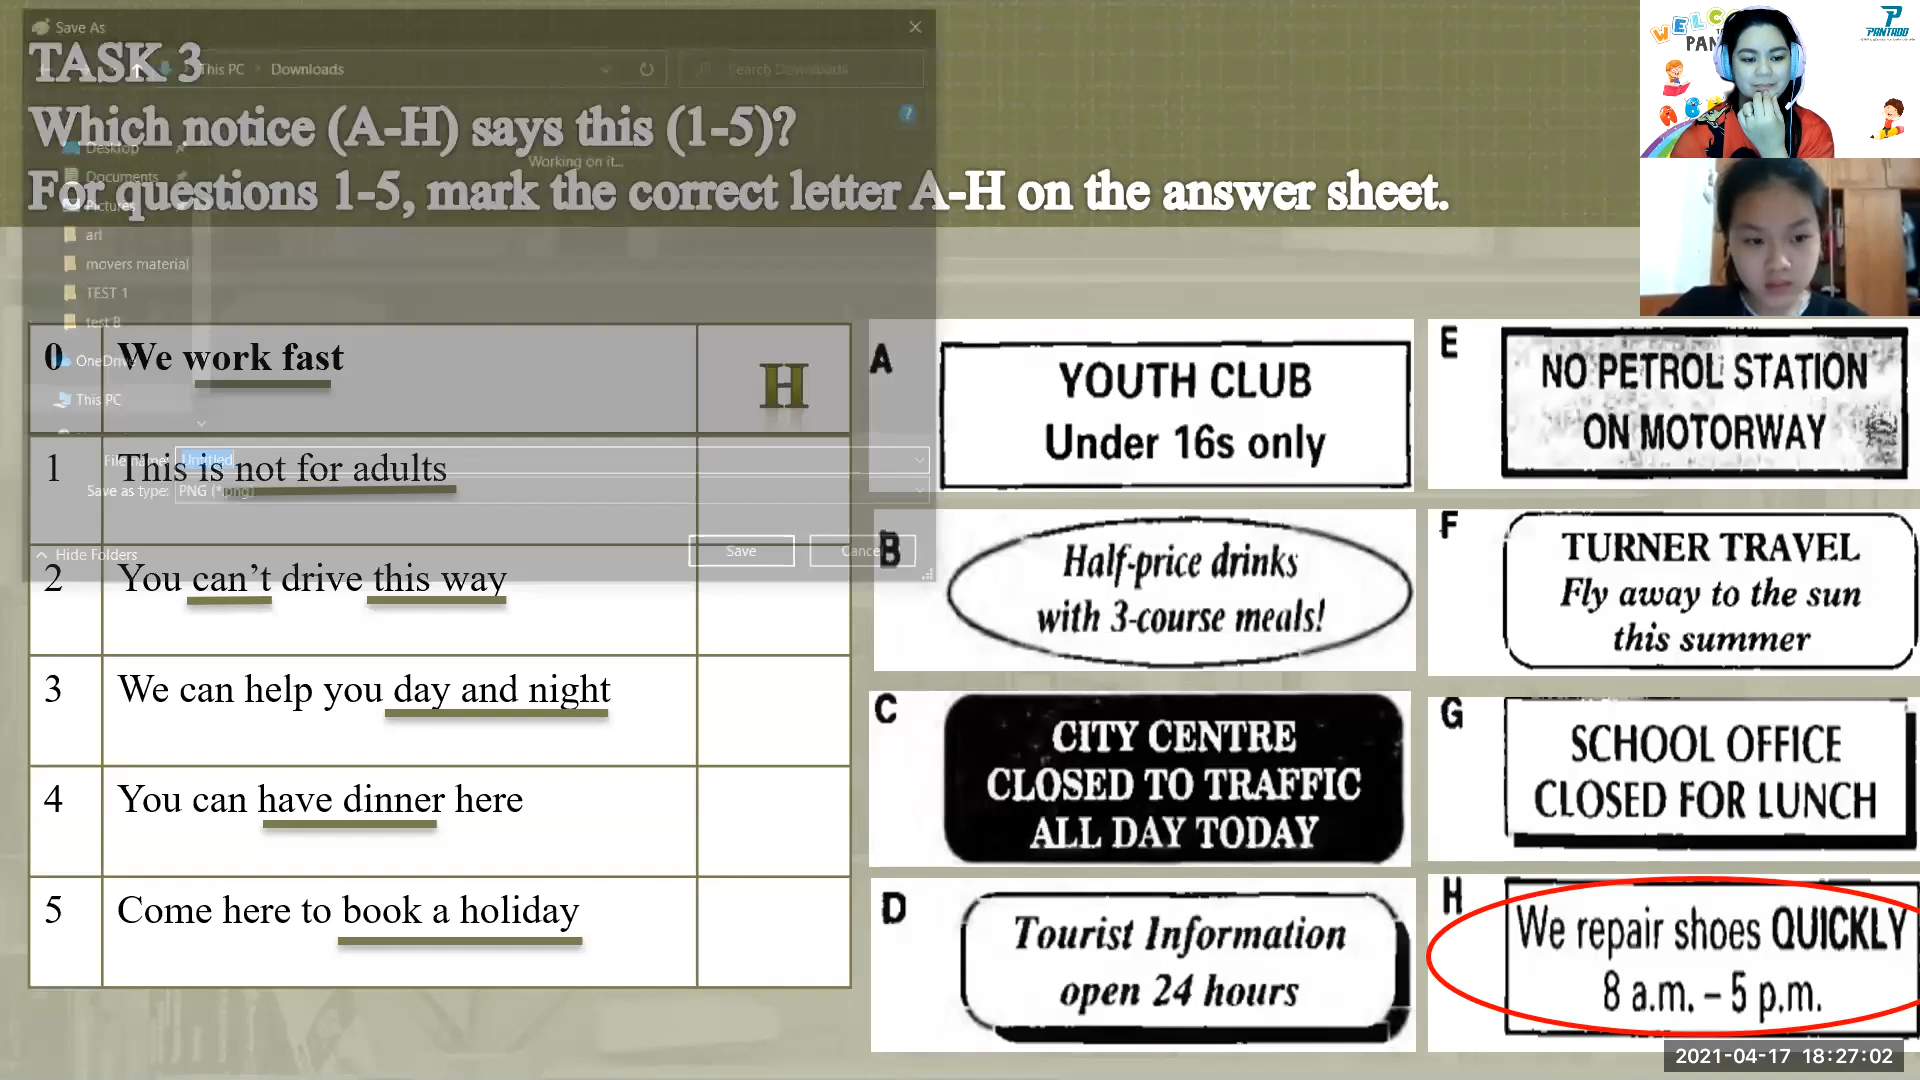 Save As
TASK 3
This PC
Downloads
Search Downloads
Which notice (A-H) says this (1-5)?
Desktop
Working on it...
Documents
For questions 1-5, mark the correct letter A-H on the answer sheet.
Pictures
art
movers material
TEST 1
test 8
OneDrive
This PC
File name: Untitled
Save as type: PNG (*.png)
Hide Folders
Save
Cancel
0 We work fast H
1 This is not for adults
2 You can’t drive this way
3 We can help you day and night
4 You can have dinner here
5 Come here to book a holiday
A
YOUTH CLUB
Under 16s only
B
Half-price drinks
with 3-course meals!
C
CITY CENTRE
CLOSED TO TRAFFIC
ALL DAY TODAY
D
Tourist Information
open 24 hours
E
NO PETROL STATION
ON MOTORWAY
F
TURNER TRAVEL
Fly away to the sun
this summer
G
SCHOOL OFFICE
CLOSED FOR LUNCH
H
We repair shoes QUICKLY
8 a.m. – 5 p.m.
PANTADO
2021-04-17 18:27:02